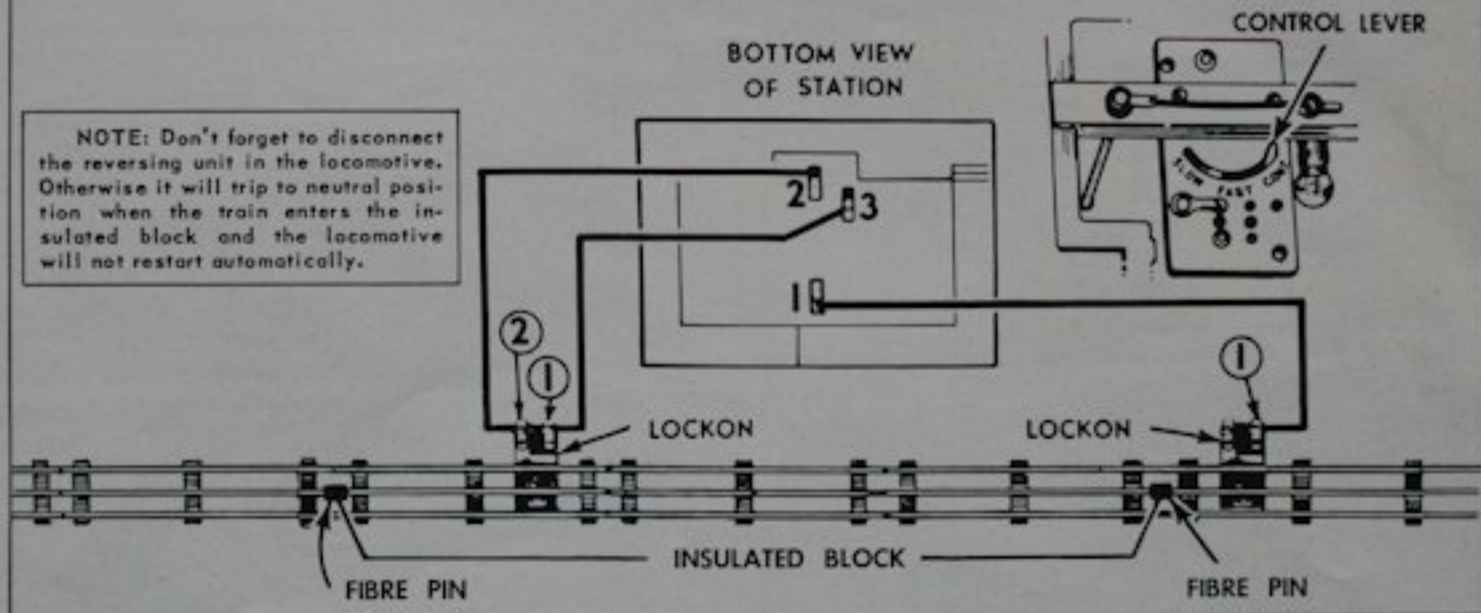 CONTROL LEVER
BOTTOM VIEW
OF STATION
NOTE: Don't forget to disconnect
the reversing unit in the locomotive.
Otherwise it will trip to neutral posi-
tion when the train enters the in-
sulated block and the locomotive
will not restart automatically.
SLOW FAST CONT.
2
3
1
2
1
1
LOCKON
LOCKON
INSULATED BLOCK
FIBRE PIN
FIBRE PIN